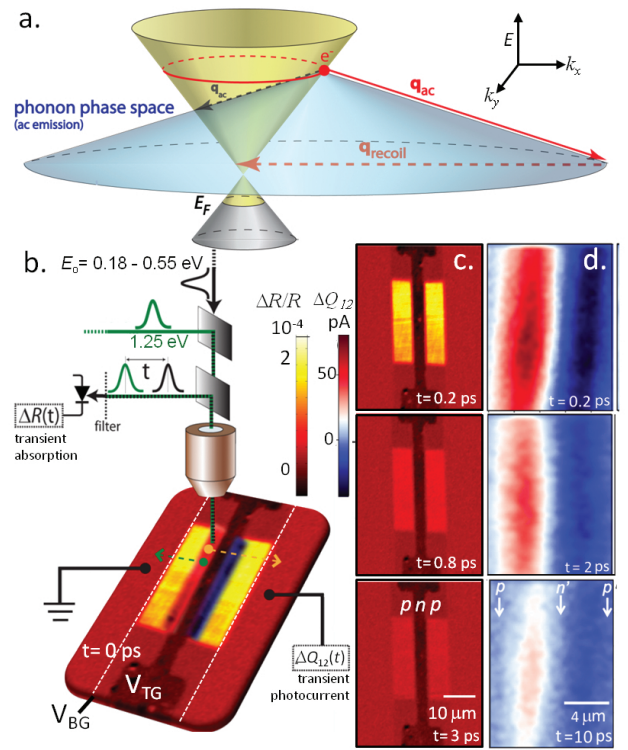 a.
e⁻
E
k_x
k_y
q_ac
q_ac
phonon phase space
(ac emission)
q_recoil
E_F
b.
E_o= 0.18 - 0.55 eV
1.25 eV
t
ΔR(t)
filter
transient
absorption
t= 0 ps
V_TG
V_BG
ΔQ_12(t)
transient
photocurrent
ΔR/R
10⁻⁴
2
1
0
ΔQ_12
pA
50
0
c.
t= 0.2 ps
t= 0.8 ps
p n p
10 μm
t= 3 ps
d.
t= 0.2 ps
t= 2 ps
p
n'
p'
4 μm
t=10 ps